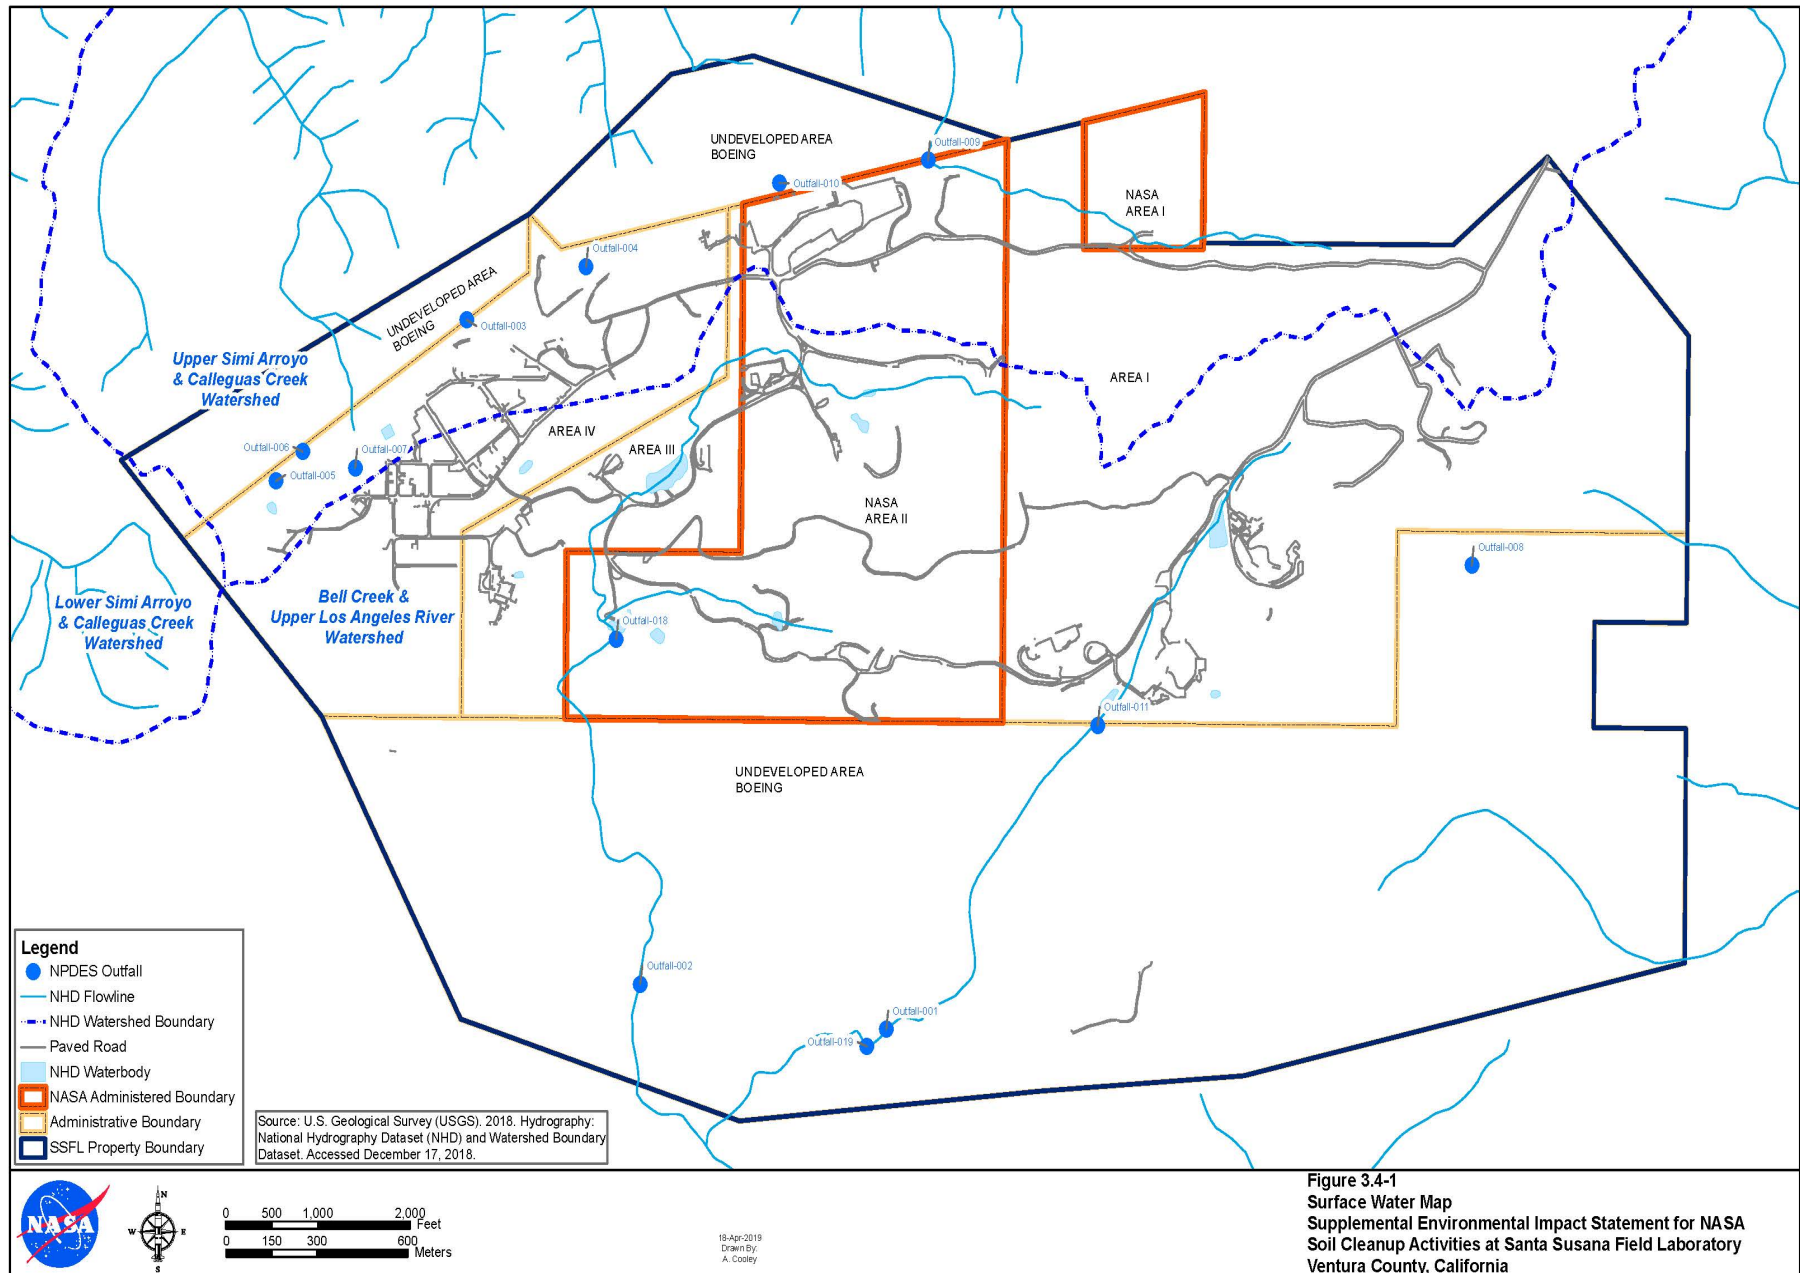 UNDEVELOPED AREA
BOEING
Outfall-009
Outfall-010
NASA
AREA I
Outfall-004
UNDEVELOPED AREA
BOEING
Outfall-003
Upper Simi Arroyo
& Calleguas Creek
Watershed
AREA I
AREA IV
AREA III
Outfall-006
Outfall-007
Outfall-005
NASA
AREA II
Outfall-008
Lower Simi Arroyo
& Calleguas Creek
Watershed
Bell Creek &
Upper Los Angeles River
Watershed
Outfall-018
Outfall-011
UNDEVELOPED AREA
BOEING
Outfall-002
Outfall-001
Outfall-019
Legend
NPDES Outfall
NHD Flowline
NHD Watershed Boundary
Paved Road
NHD Waterbody
NASA Administered Boundary
Administrative Boundary
SSFL Property Boundary
Source: U.S. Geological Survey (USGS). 2018. Hydrography:
National Hydrography Dataset (NHD) and Watershed Boundary
Dataset. Accessed December 17, 2018.
NASA
N
W E
S
0 500 1,000 2,000
Feet
0 150 300 600
Meters
18-Apr-2019
Drawn By:
A. Cooley
Figure 3.4-1
Surface Water Map
Supplemental Environmental Impact Statement for NASA
Soil Cleanup Activities at Santa Susana Field Laboratory
Ventura County, California